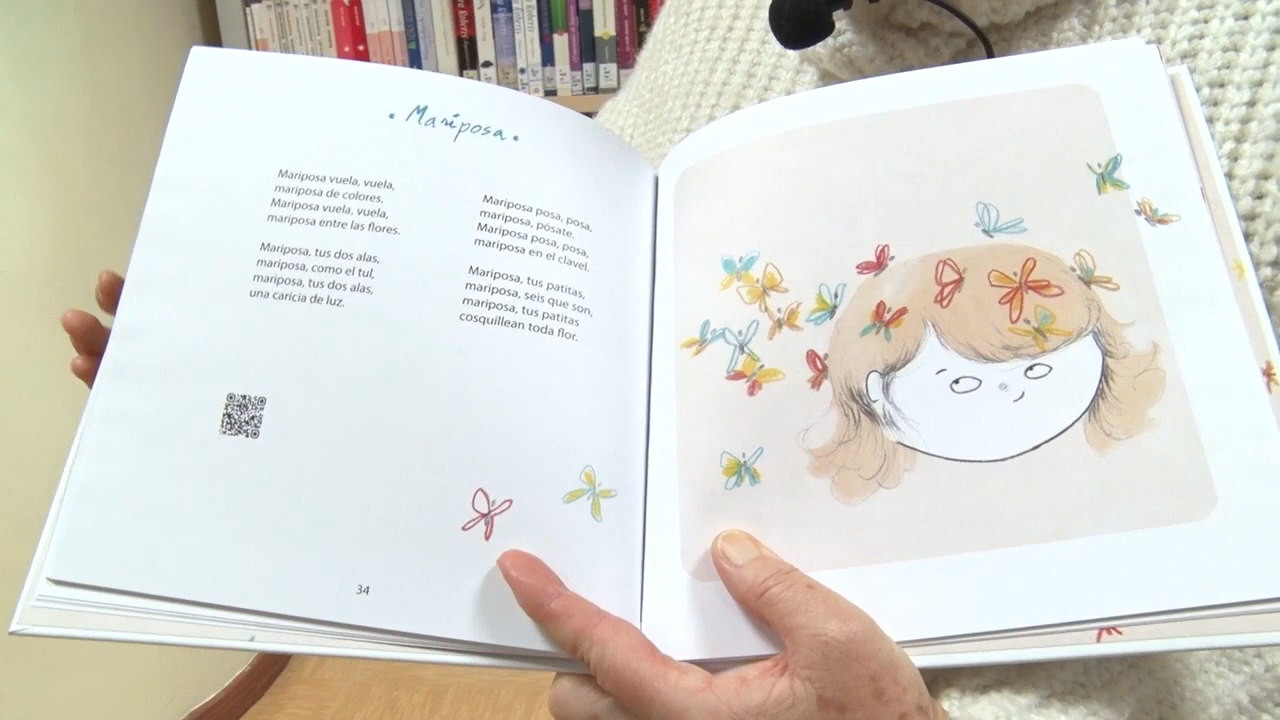 • Mariposa •
Mariposa vuela, vuela,
mariposa de colores.
Mariposa vuela, vuela,
mariposa entre las flores.
Mariposa, tus dos alas,
mariposa, como el tul,
mariposa, tus dos alas,
una caricia de luz.
Mariposa posa, posa,
mariposa, pósate.
Mariposa posa, posa,
mariposa en el clavel.
Mariposa, tus patitas,
mariposa, seis que son,
mariposa, tus patitas
cosquillean toda flor.
34